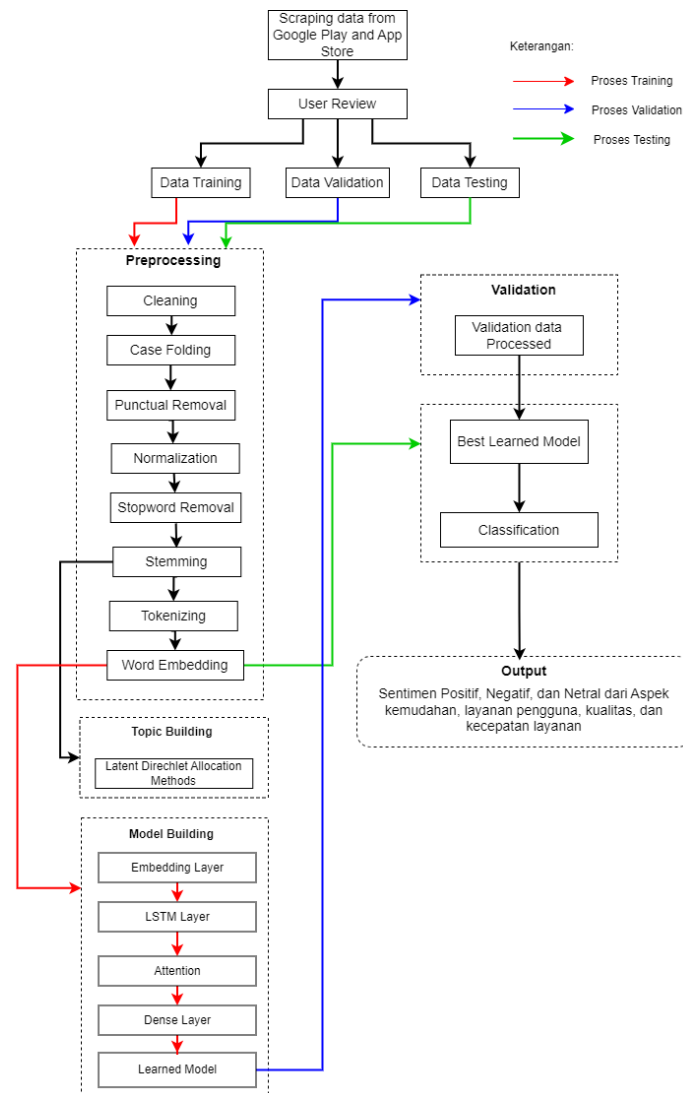 Scraping data from
Google Play and App
Store
Keterangan:
Proses Training
Proses Validation
Proses Testing
User Review
Data Training
Data Validation
Data Testing
Preprocessing
Cleaning
Case Folding
Punctual Removal
Normalization
Stopword Removal
Stemming
Tokenizing
Word Embedding
Validation
Validation data
Processed
Best Learned Model
Classification
Output
Sentimen Positif, Negatif, dan Netral dari Aspek
kemudahan, layanan pengguna, kualitas, dan
kecepatan layanan
Topic Building
Latent Direchlet Allocation
Methods
Model Building
Embedding Layer
LSTM Layer
Attention
Dense Layer
Learned Model